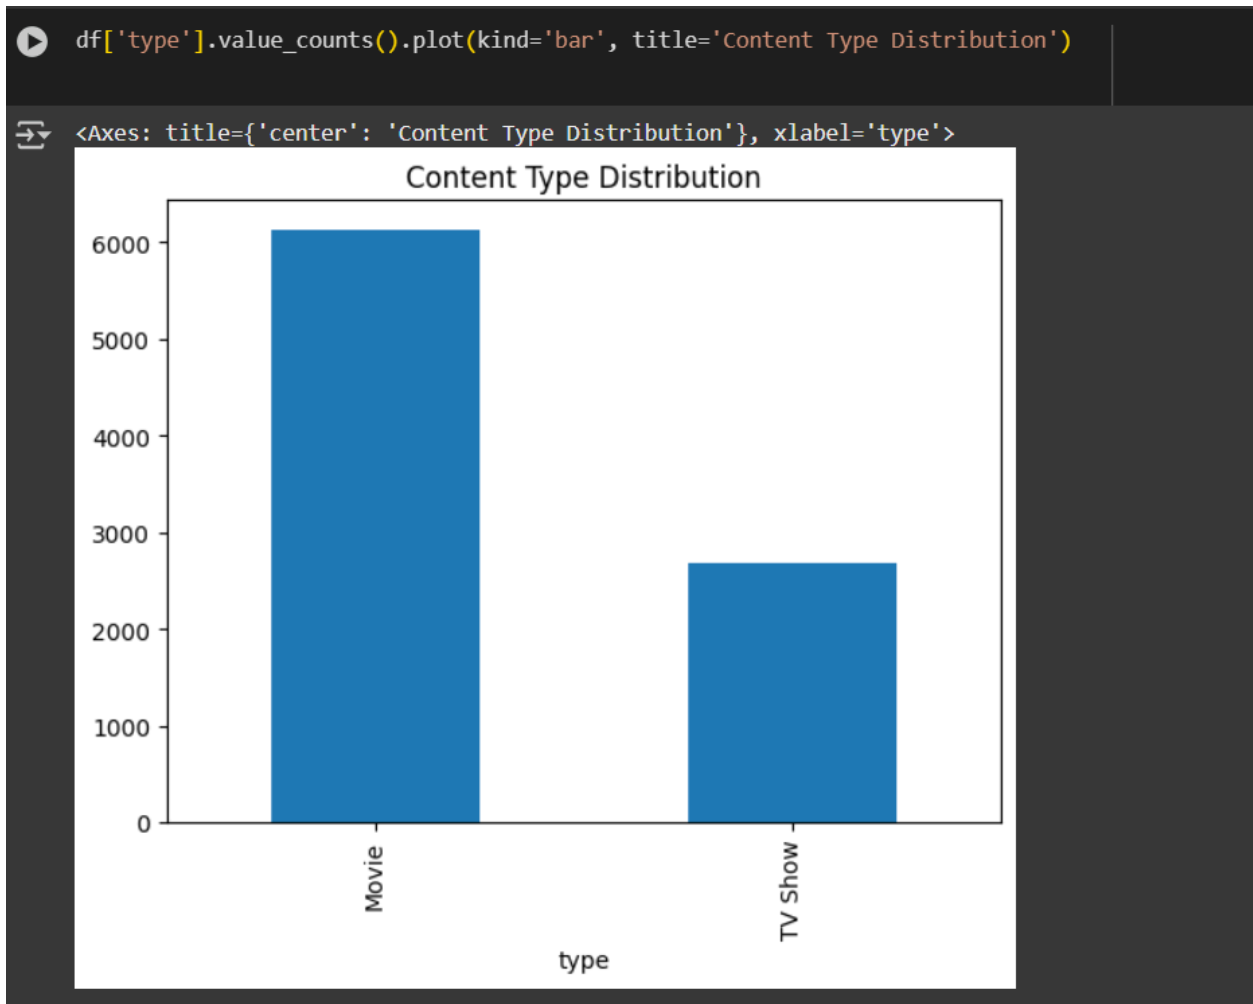 df['type'].value_counts().plot(kind='bar', title='Content Type Distribution')
<Axes: title={'center': 'Content Type Distribution'}, xlabel='type'>
Content Type Distribution
6000
5000
4000
3000
2000
1000
0
Movie
TV Show
type